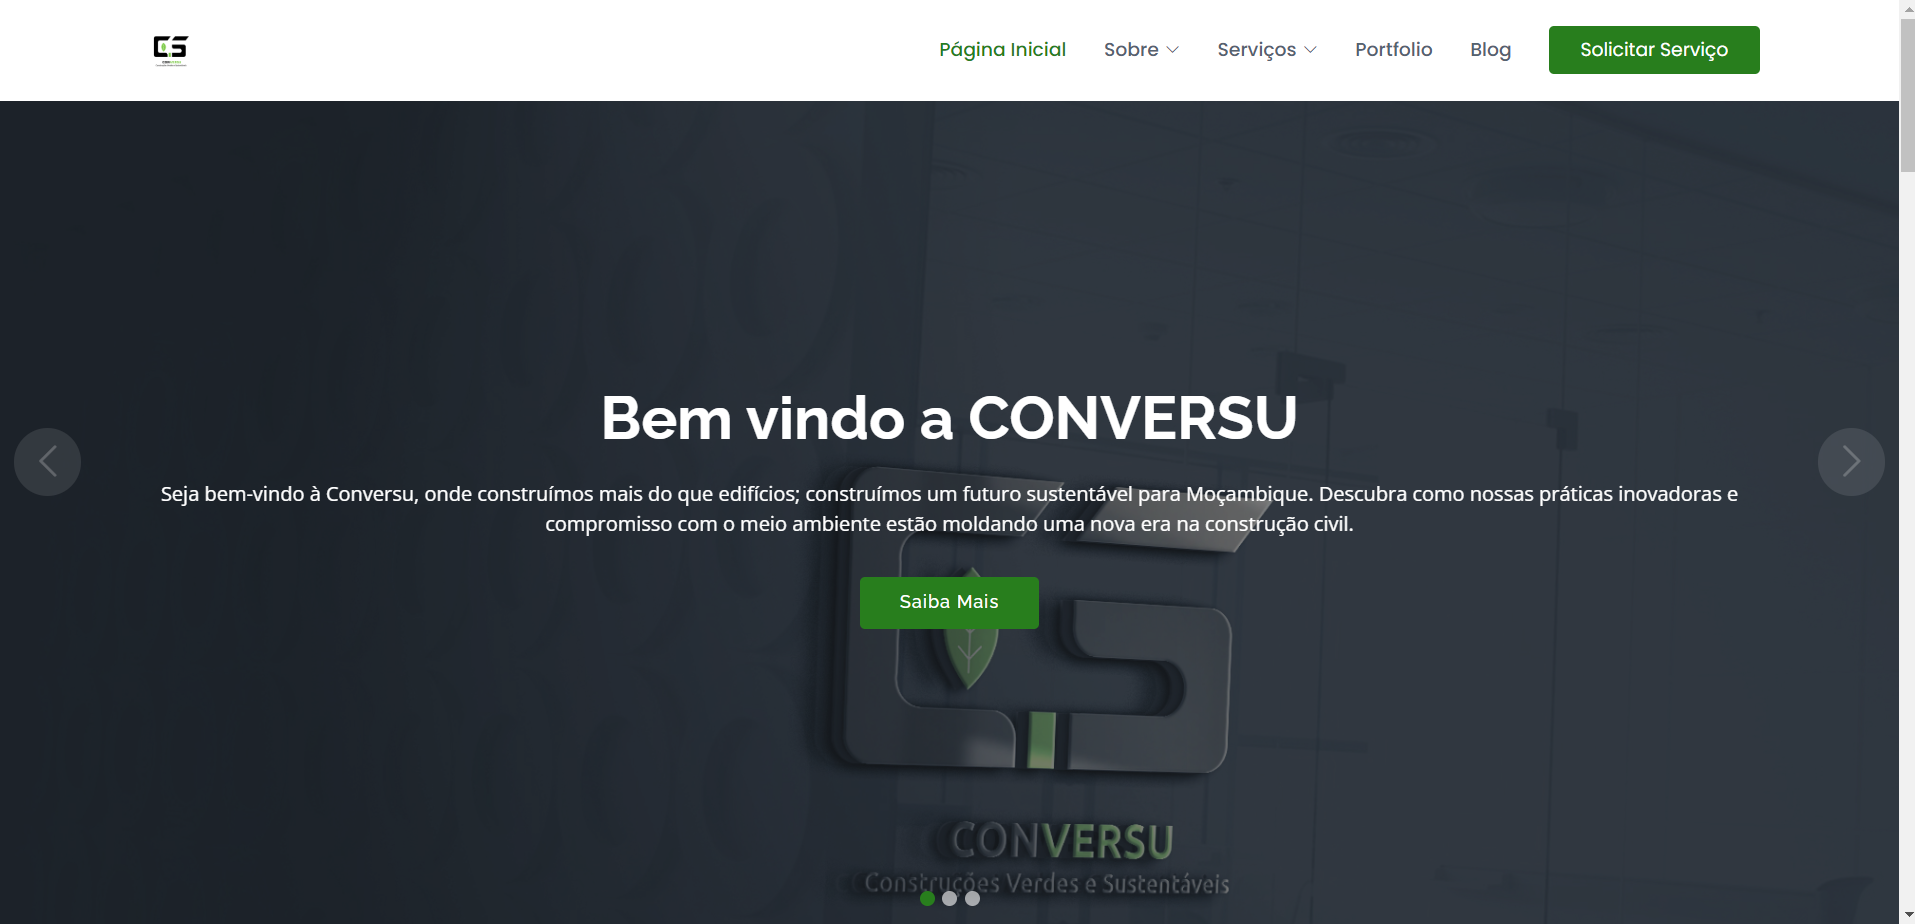 CONVERSU
Página Inicial
Sobre
Serviços
Portfolio
Blog
Solicitar Serviço
Bem vindo a CONVERSU
Seja bem-vindo à Conversu, onde construímos mais do que edifícios; construímos um futuro sustentável para Moçambique. Descubra como nossas práticas inovadoras e
compromisso com o meio ambiente estão moldando uma nova era na construção civil.
Saiba Mais
CONVERSU
Construções Verdes e Sustentáveis